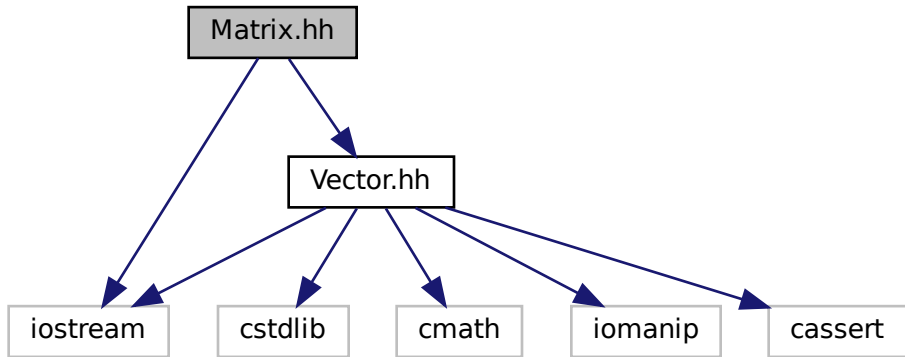 Matrix.hh
Vector.hh
iostream
cstdlib
cmath
iomanip
cassert